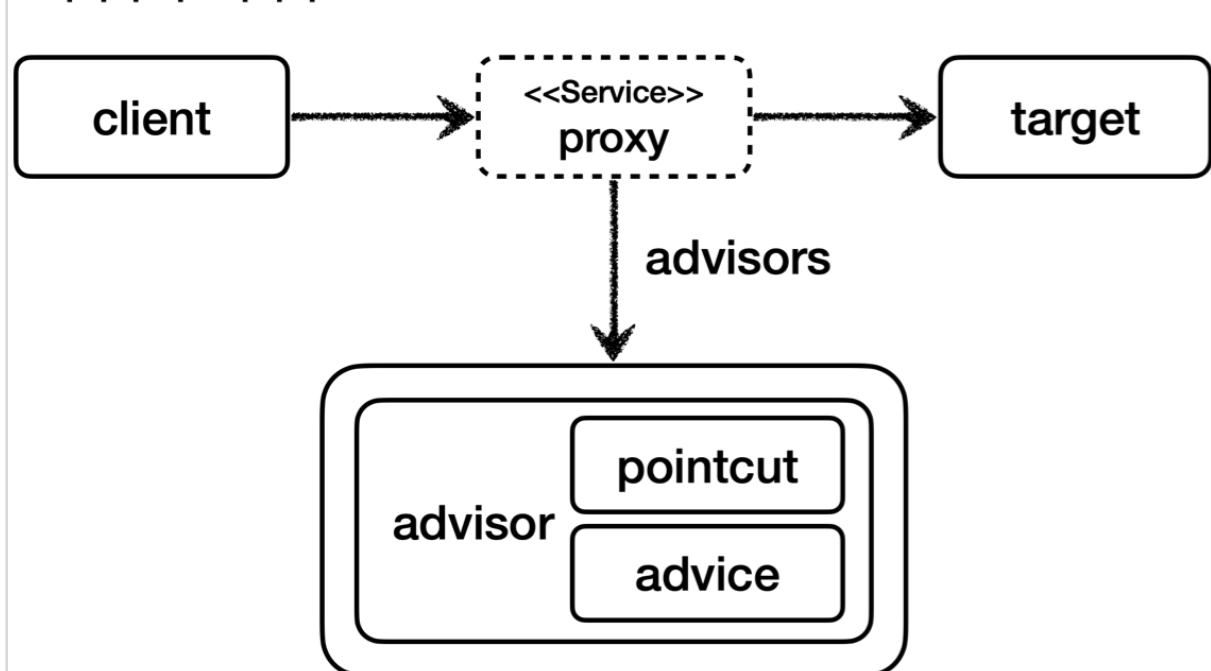 client
<<Service>>
proxy
target
advisors
advisor
pointcut
advice